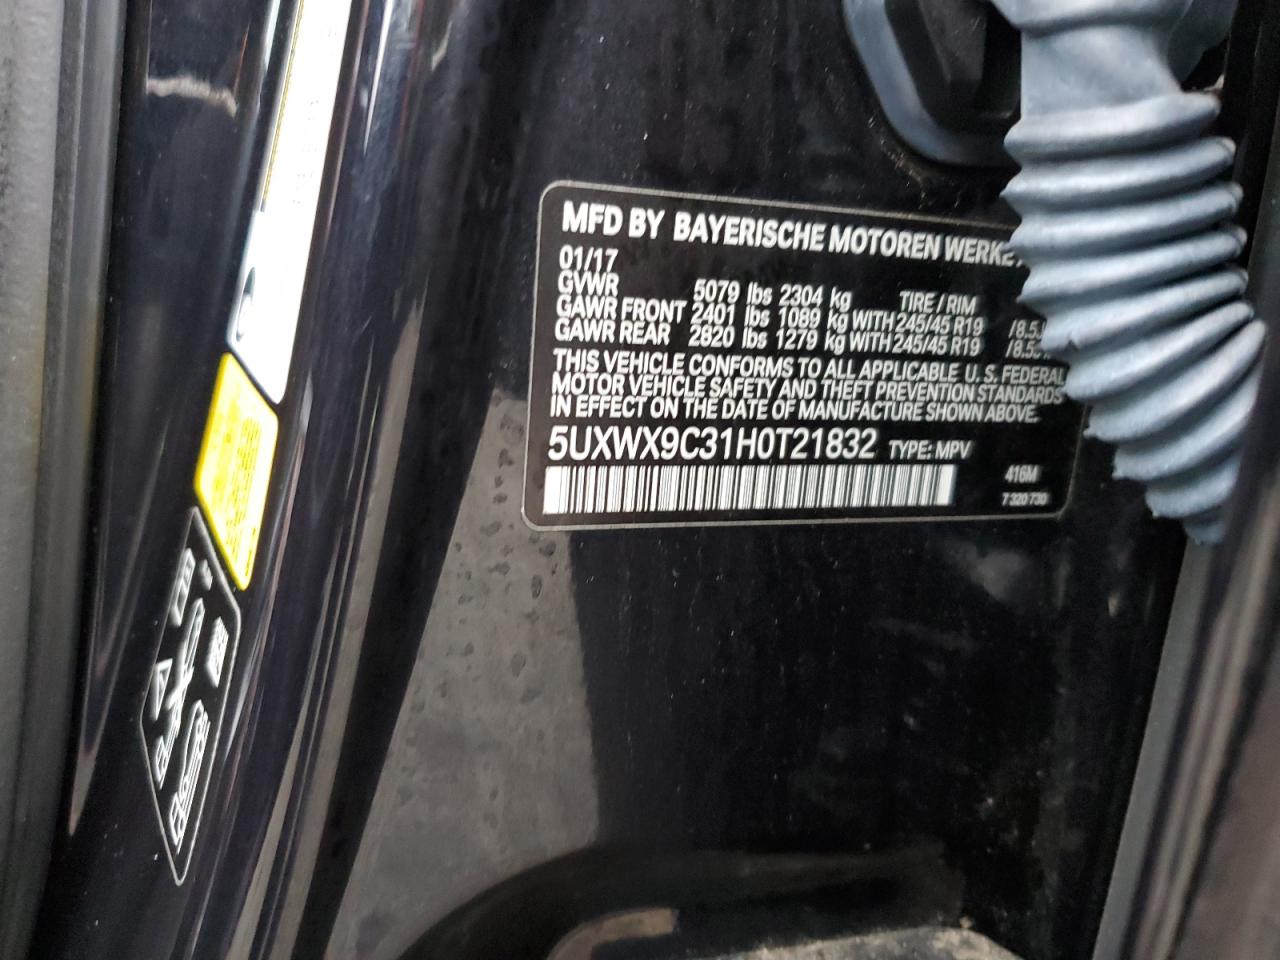 MFD BY BAYERISCHE MOTOREN WERKE
01/17
GVWR 5079 lbs 2304 kg TIRE / RIM
GAWR FRONT 2401 lbs 1089 kg WITH 245/45 R19 /8.5J
GAWR REAR 2820 lbs 1279 kg WITH 245/45 R19
THIS VEHICLE CONFORMS TO ALL APPLICABLE U. S. FEDERAL
MOTOR VEHICLE SAFETY AND THEFT PREVENTION STANDARDS
IN EFFECT ON THE DATE OF MANUFACTURE SHOWN ABOVE.
5UXWX9C31H0T21832 TYPE: MPV
416M
7 320 730